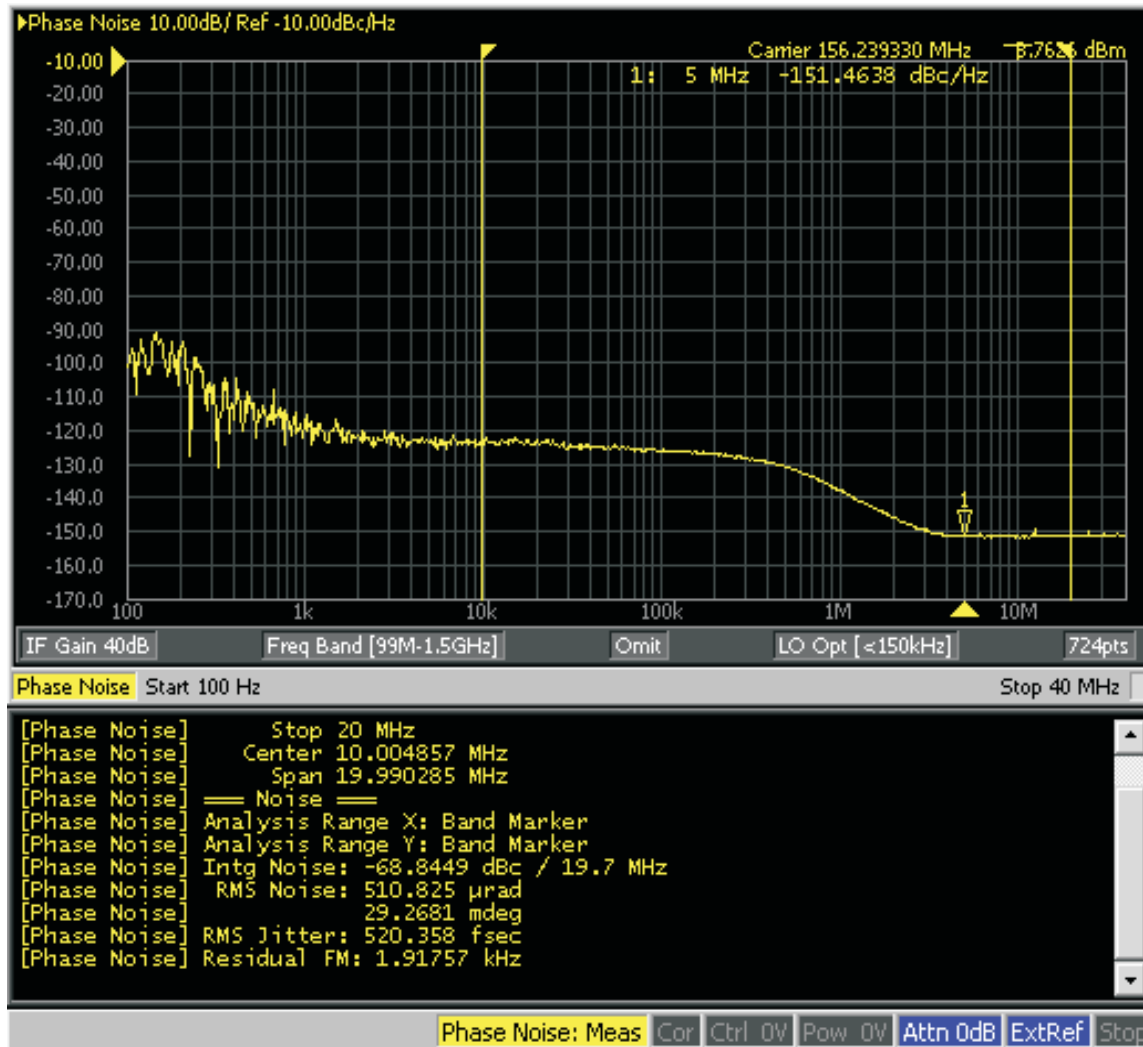 ▶Phase Noise 10.00dB/ Ref -10.00dBc/Hz
Carrier 156.239330 MHz dBm
1: 5 MHz -151.4638 dBc/Hz
-10.00
-20.00
-30.00
-40.00
-50.00
-60.00
-70.00
-80.00
-90.00
-100.0
-110.0
-120.0
-130.0
-140.0
-150.0
-160.0
-170.0
1
100 1k 10k 100k 1M 10M
IF Gain 40dB Freq Band [99M-1.5GHz] Omit LO Opt [<150kHz] 724pts
Phase Noise Start 100 Hz Stop 40 MHz
[Phase Noise] Stop 20 MHz
[Phase Noise] Center 10.004857 MHz
[Phase Noise] Span 19.990285 MHz
[Phase Noise] === Noise ===
[Phase Noise] Analysis Range X: Band Marker
[Phase Noise] Analysis Range Y: Band Marker
[Phase Noise] Intg Noise: -68.8449 dBc / 19.7 MHz
[Phase Noise] RMS Noise: 510.825 µrad
[Phase Noise] 29.2681 mdeg
[Phase Noise] RMS Jitter: 520.358 fsec
[Phase Noise] Residual FM: 1.91757 kHz
Phase Noise: Meas Cor Ctrl 0V Pow 0V Attn 0dB ExtRef Stop